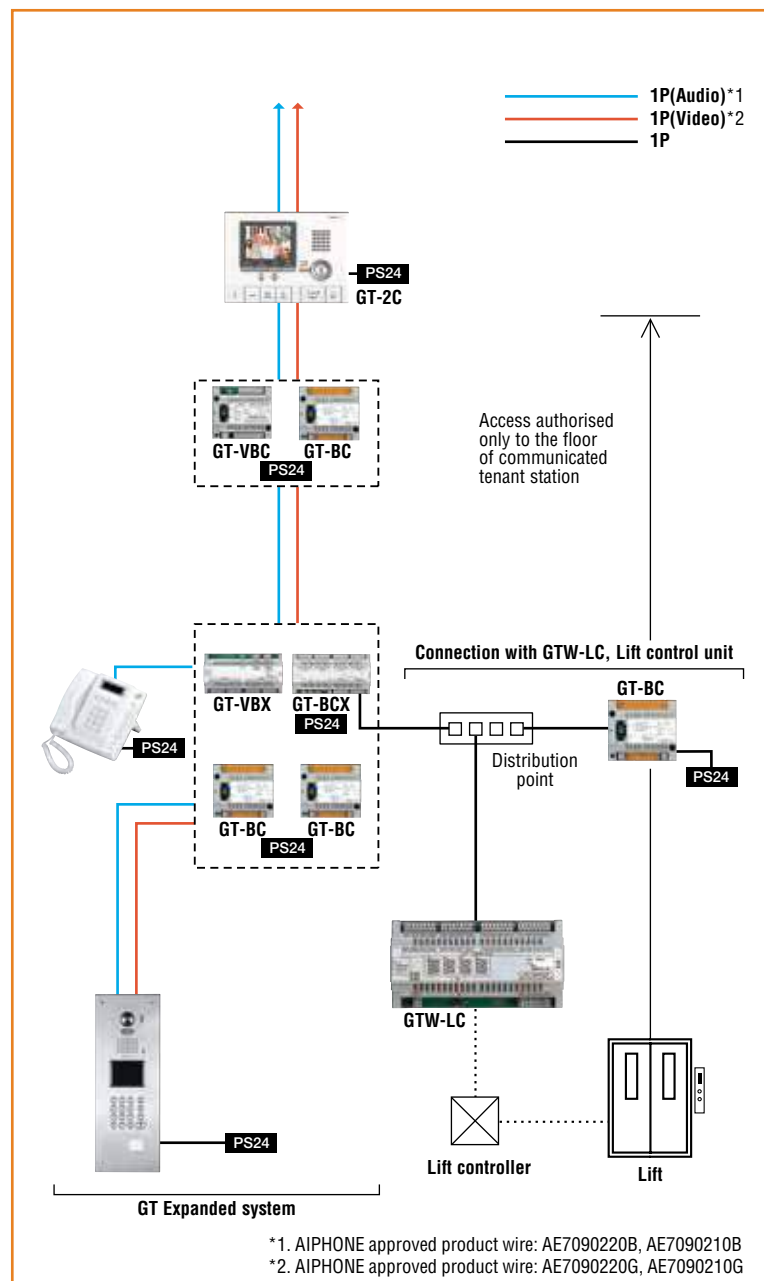 1P(Audio)*1
1P(Video)*2
1P
PS24
GT-2C
GT-VBC GT-BC
PS24
Access authorised
only to the floor
of communicated
tenant station
Connection with GTW-LC, Lift control unit
GT-VBX GT-BCX
PS24
PS24
GT-BC
PS24
Distribution
point
GT-BC GT-BC
PS24
GTW-LC
PS24
Lift controller
Lift
GT Expanded system
*1. AIPHONE approved product wire: AE7090220B, AE7090210B
*2. AIPHONE approved product wire: AE7090220G, AE7090210G